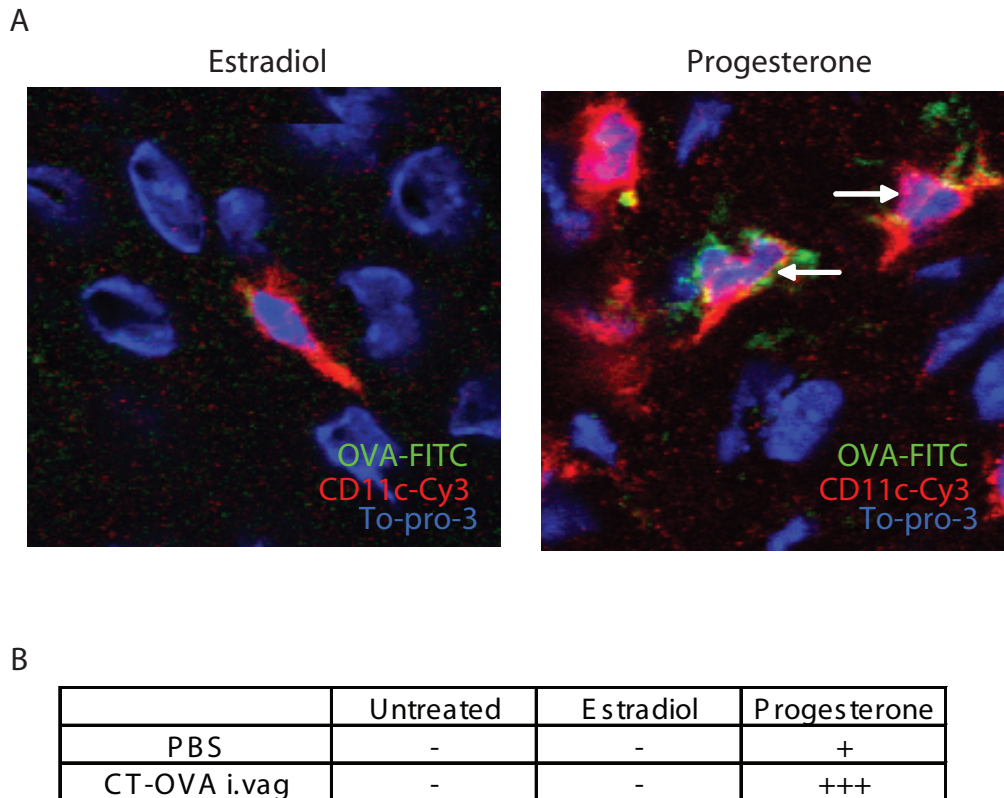 A
Estradiol Progesterone
OVA-FITC
CD11c-Cy3
To-pro-3
OVA-FITC
CD11c-Cy3
To-pro-3
B
Untreated Estradiol Progesterone
PBS - - +
CT-OVA i.vag - - +++